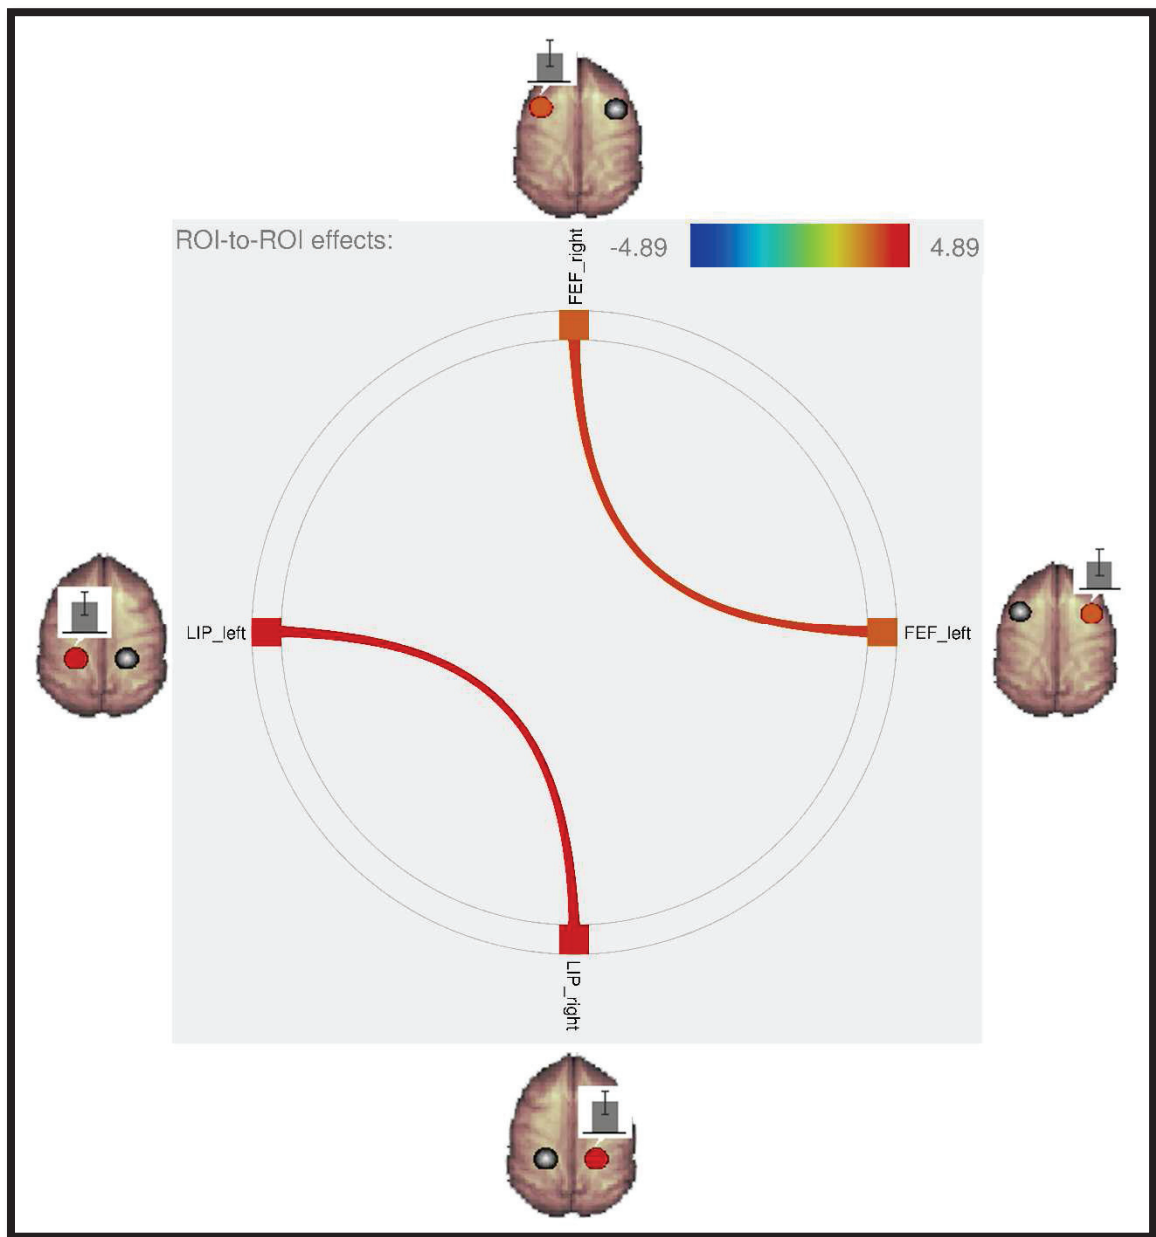 ROI-to-ROI effects:
-4.89
4.89
FEF_right
LIP_left
FEF_left
LIP_right